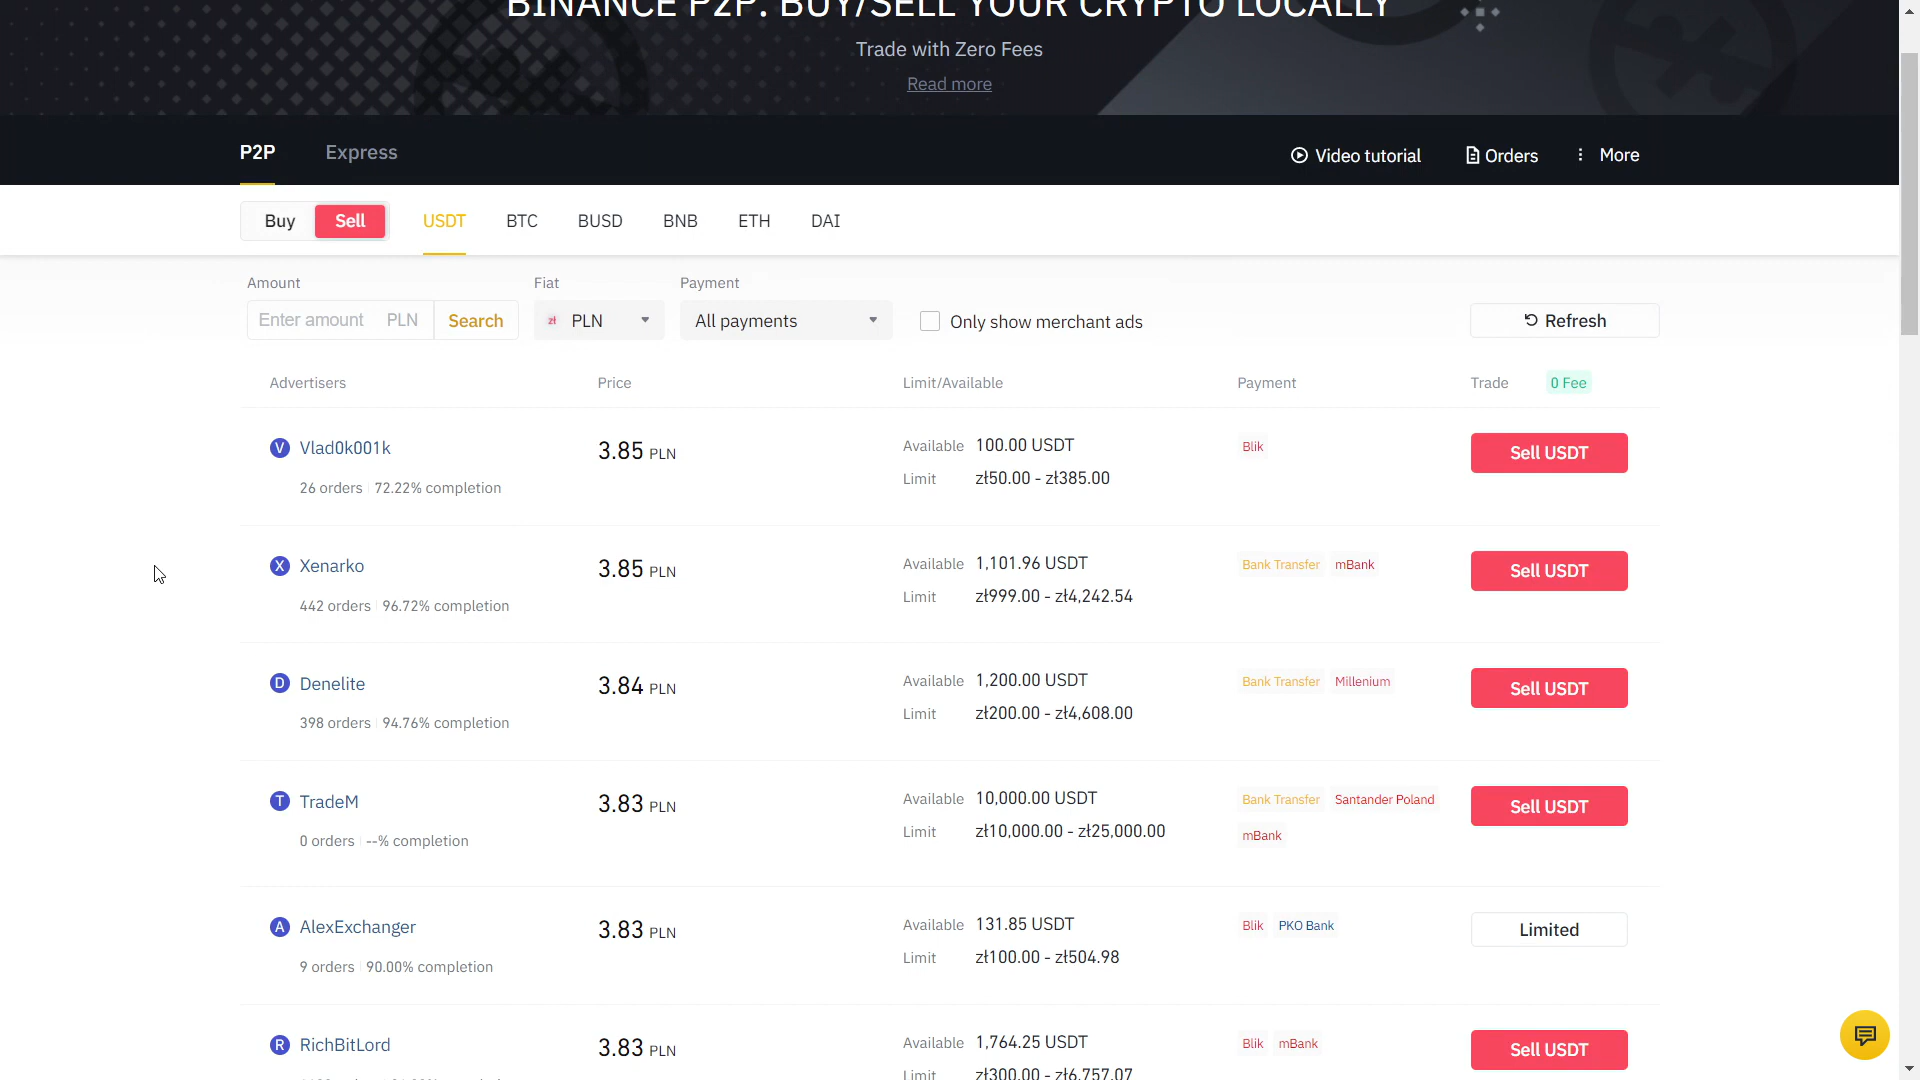 BINANCE P2P: BUY/SELL YOUR CRYPTO LOCALLY
Trade with Zero Fees
Read more
P2P Express Video tutorial Orders More
Buy Sell USDT BTC BUSD BNB ETH DAI
Amount Fiat Payment
Enter amount PLN Search zł PLN All payments Only show merchant ads Refresh
Advertisers Price Limit/Available Payment Trade 0 Fee
V Vlad0k001k 3.85 PLN Available 100.00 USDT Blik Sell USDT
26 orders 72.22% completion Limit zł50.00 - zł385.00
X Xenarko 3.85 PLN Available 1,101.96 USDT Bank Transfer mBank Sell USDT
442 orders 96.72% completion Limit zł999.00 - zł4,242.54
D Denelite 3.84 PLN Available 1,200.00 USDT Bank Transfer Millenium Sell USDT
398 orders 94.76% completion Limit zł200.00 - zł4,608.00
T TradeM 3.83 PLN Available 10,000.00 USDT Bank Transfer Santander Poland Sell USDT
0 orders --% completion Limit zł10,000.00 - zł25,000.00 mBank
A AlexExchanger 3.83 PLN Available 131.85 USDT Blik PKO Bank Limited
9 orders 90.00% completion Limit zł100.00 - zł504.98
R RichBitLord 3.83 PLN Available 1,764.25 USDT Blik mBank Sell USDT
Limit zł300.00 - zł6,757.07